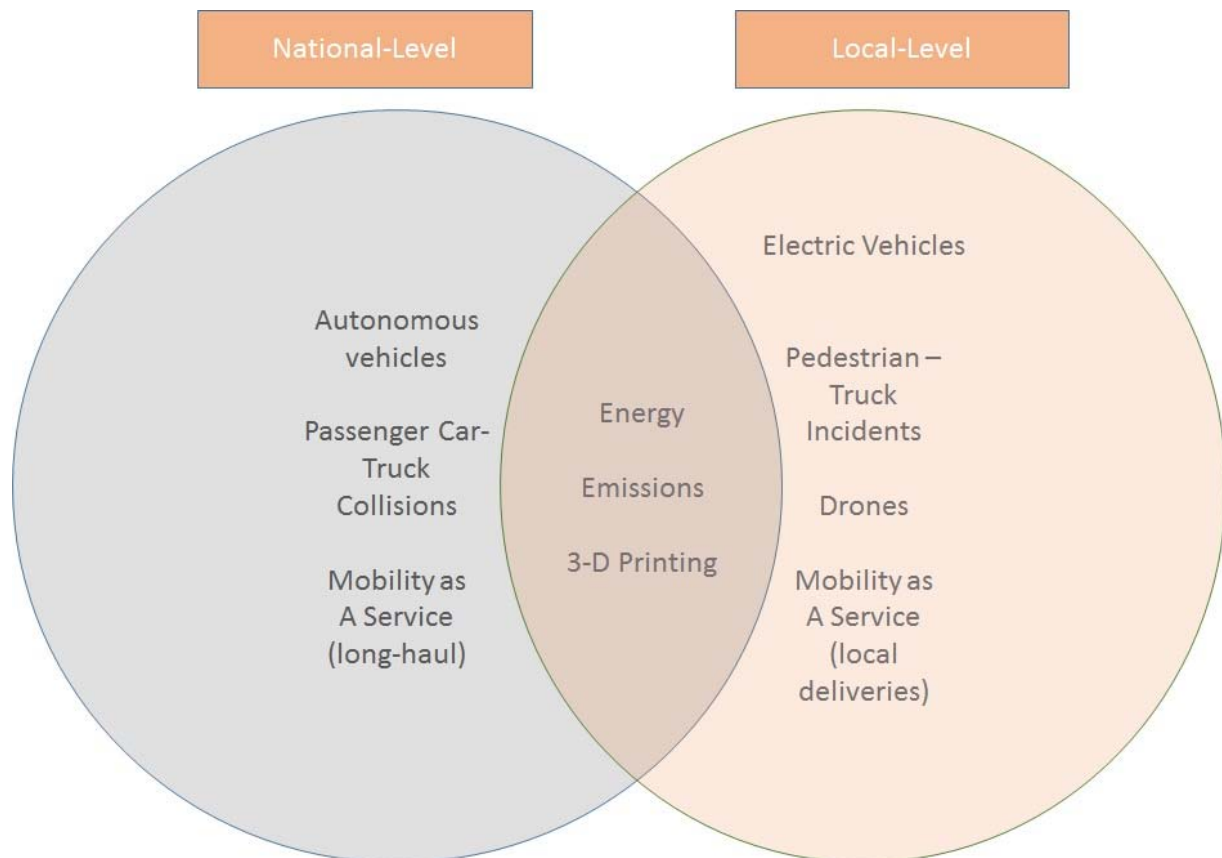 National-Level
Local-Level
Autonomous
vehicles
Passenger Car-
Truck
Collisions
Mobility as
A Service
(long-haul)
Energy
Emissions
3-D Printing
Electric Vehicles
Pedestrian –
Truck
Incidents
Drones
Mobility as
A Service
(local
deliveries)